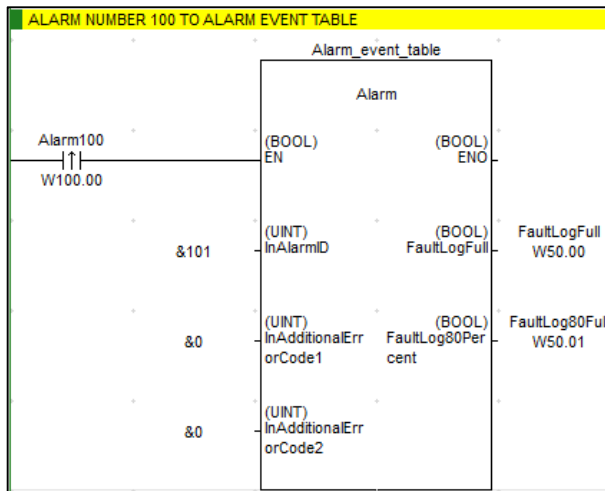 ALARM NUMBER 100 TO ALARM EVENT TABLE
Alarm_event_table
Alarm
Alarm100
W100.00
(BOOL)
EN
(BOOL)
ENO
&101
(UINT)
InAlarmID
(BOOL)
FaultLogFull
FaultLogFull
W50.00
&0
(UINT)
InAdditionalErr
orCode1
(BOOL)
FaultLog80Per
cent
FaultLog80Ful
W50.01
&0
(UINT)
InAdditionalErr
orCode2